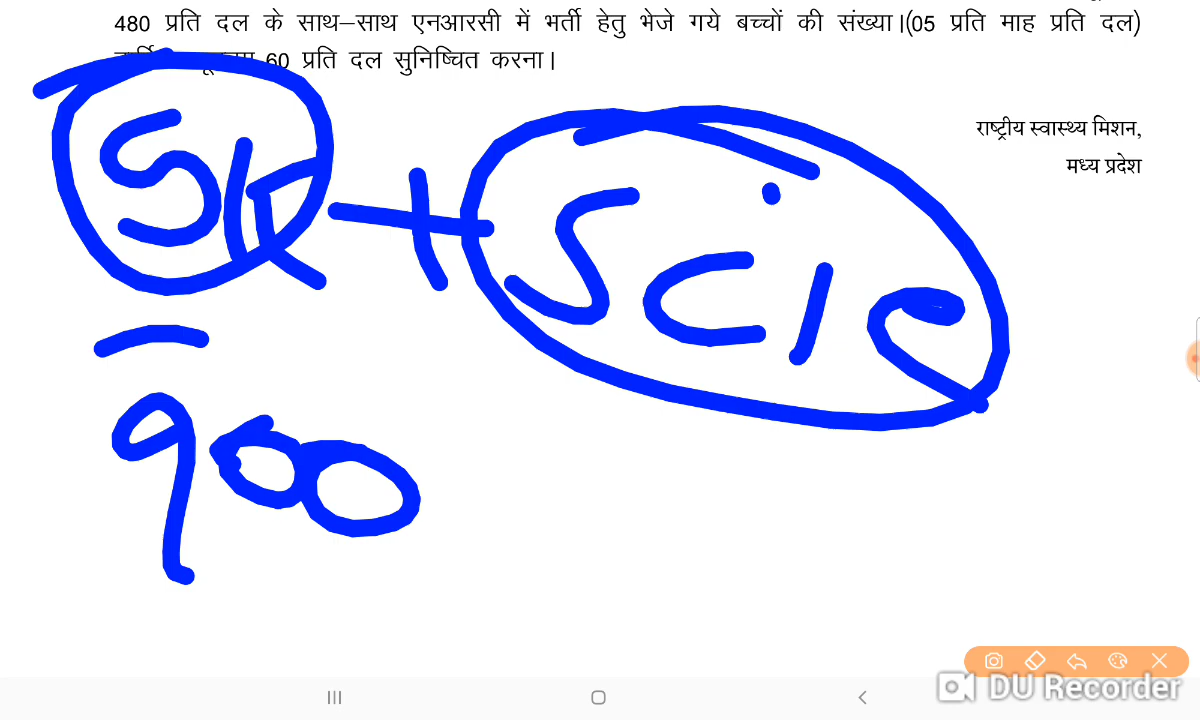 480 प्रति दल के साथ–साथ एनआरसी में भर्ती हेतु भेजे गये बच्चों की संख्या।(05 प्रति माह प्रति दल)
60 प्रति दल सुनिष्चित करना।
राष्ट्रीय स्वास्थ्य मिशन,
मध्य प्रदेश
SK + Scie
900
DU Recorder